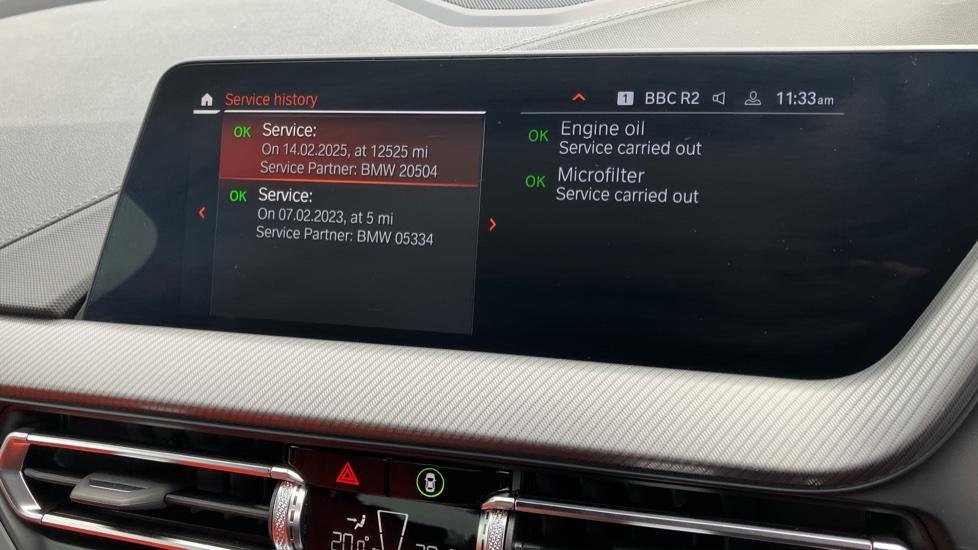 Service history
1 BBC R2 11:33am
OK Service:
On 14.02.2025, at 12525 mi
Service Partner: BMW 20504
OK Service:
On 07.02.2023, at 5 mi
Service Partner: BMW 05334
OK Engine oil
Service carried out
OK Microfilter
Service carried out